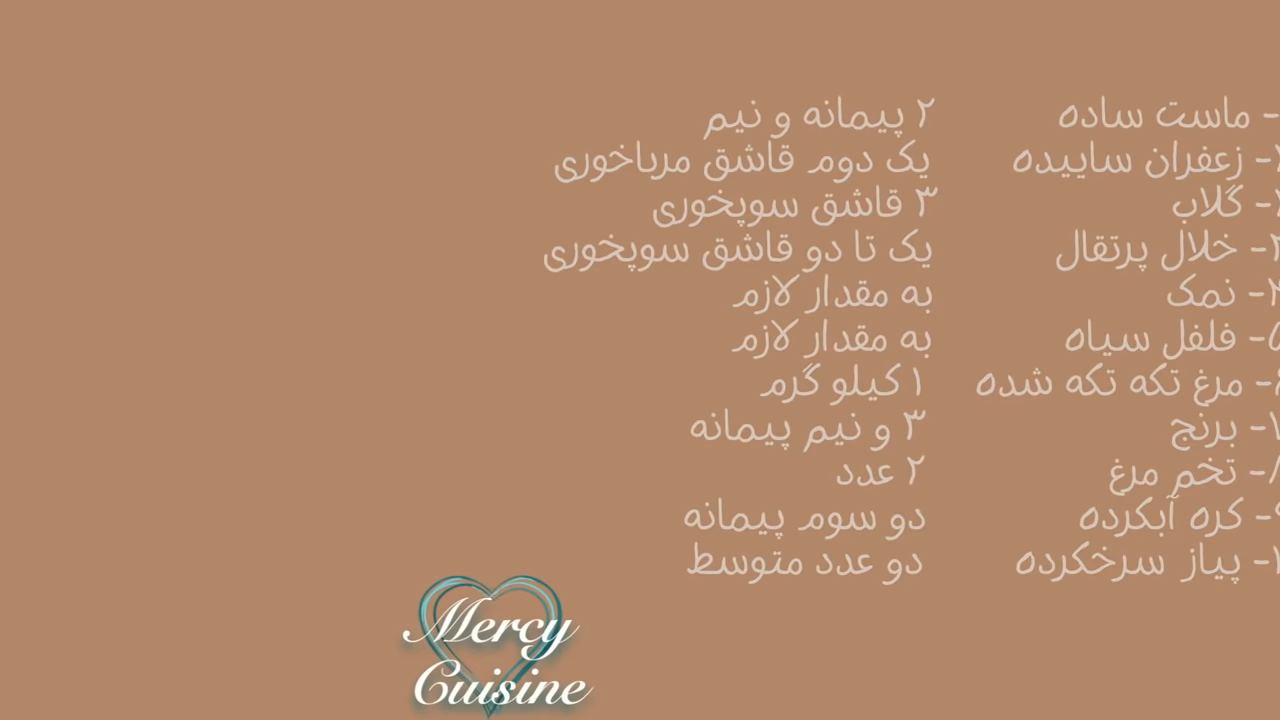 - ماست ساده ۲ پیمانه و نیم
- زعفران ساییده یک دوم قاشق مرباخوری
- گلاب ۳ قاشق سوپخوری
- خلال پرتقال یک تا دو قاشق سوپخوری
- نمک به مقدار لازم
- فلفل سیاه به مقدار لازم
- مرغ تکه تکه شده ۱ کیلو گرم
- برنج ۳ و نیم پیمانه
- تخم مرغ ۲ عدد
- کره آبکرده دو سوم پیمانه
- پیاز سرخکرده دو عدد متوسط
Mercy
Cuisine